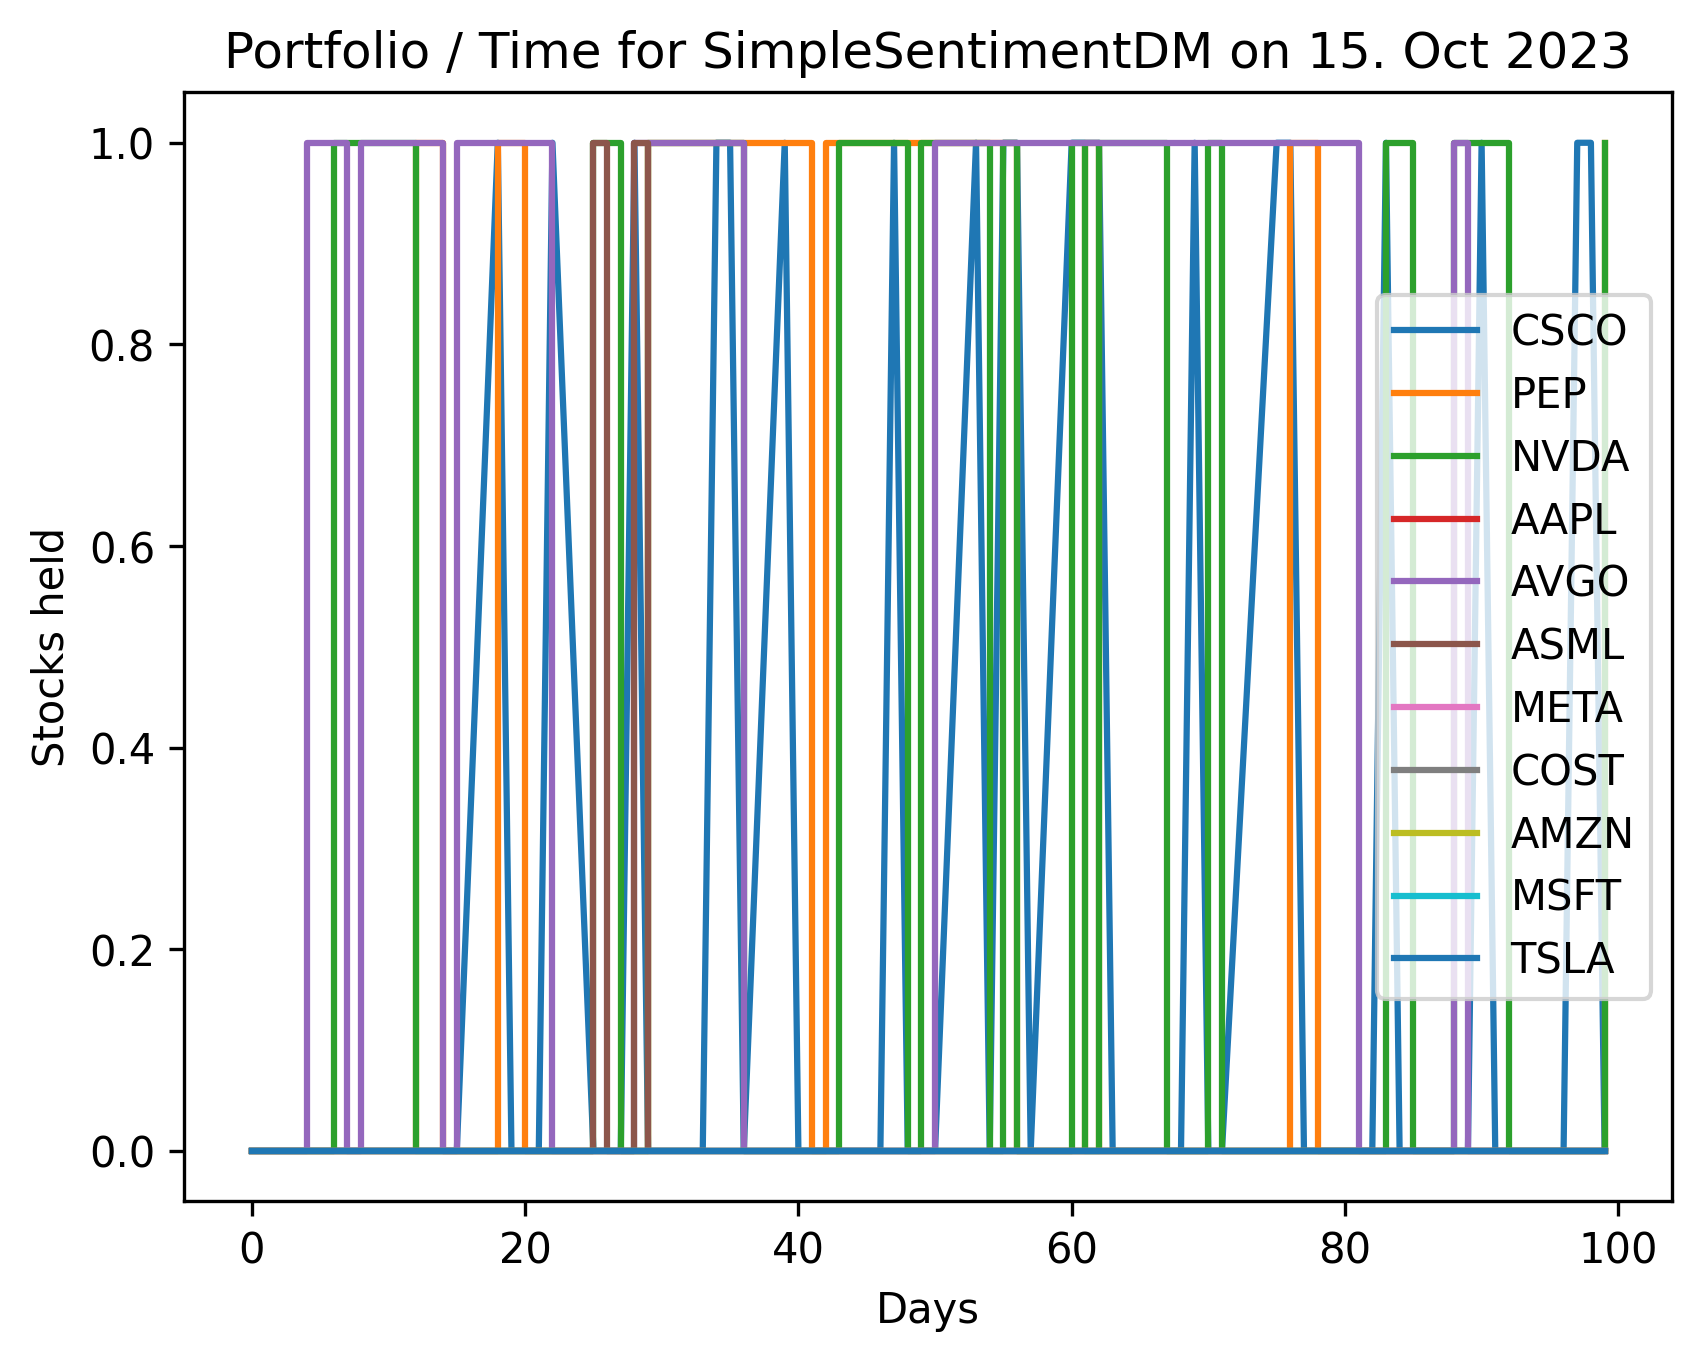 Portfolio / Time for SimpleSentimentDM on 15. Oct 2023
1.0
0.8
0.6
0.4
0.2
0.0
Stocks held
0 20 40 60 80 100
Days
CSCO
PEP
NVDA
AAPL
AVGO
ASML
META
COST
AMZN
MSFT
TSLA